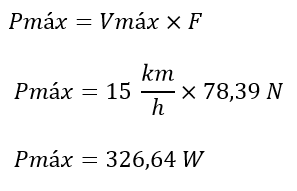 Pmáx = Vmáx × F
Pmáx = 15 km/h × 78,39 N
Pmáx = 326,64 W